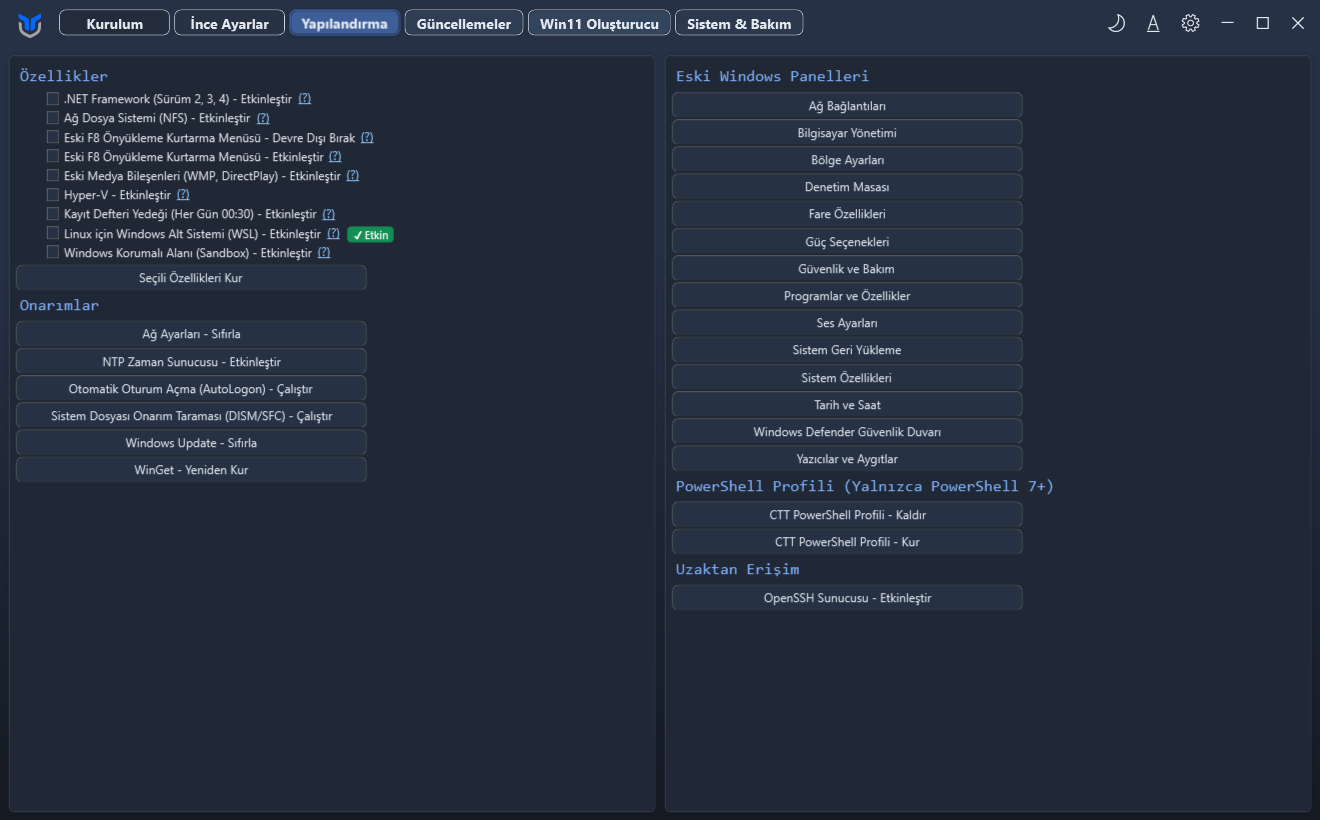 Kurulum
İnce Ayarlar
Yapılandırma
Güncellemeler
Win11 Oluşturucu
Sistem & Bakım
A
Özellikler
.NET Framework (Sürüm 2, 3, 4) - Etkinleştir (?)
Ağ Dosya Sistemi (NFS) - Etkinleştir (?)
Eski F8 Önyükleme Kurtarma Menüsü - Devre Dışı Bırak (?)
Eski F8 Önyükleme Kurtarma Menüsü - Etkinleştir (?)
Eski Medya Bileşenleri (WMP, DirectPlay) - Etkinleştir (?)
Hyper-V - Etkinleştir (?)
Kayıt Defteri Yedeği (Her Gün 00:30) - Etkinleştir (?)
Linux için Windows Alt Sistemi (WSL) - Etkinleştir (?) ✓ Etkin
Windows Korumalı Alanı (Sandbox) - Etkinleştir (?)
Seçili Özellikleri Kur
Onarımlar
Ağ Ayarları - Sıfırla
NTP Zaman Sunucusu - Etkinleştir
Otomatik Oturum Açma (AutoLogon) - Çalıştır
Sistem Dosyası Onarım Taraması (DISM/SFC) - Çalıştır
Windows Update - Sıfırla
WinGet - Yeniden Kur
Eski Windows Panelleri
Ağ Bağlantıları
Bilgisayar Yönetimi
Bölge Ayarları
Denetim Masası
Fare Özellikleri
Güç Seçenekleri
Güvenlik ve Bakım
Programlar ve Özellikler
Ses Ayarları
Sistem Geri Yükleme
Sistem Özellikleri
Tarih ve Saat
Windows Defender Güvenlik Duvarı
Yazıcılar ve Aygıtlar
PowerShell Profili (Yalnızca PowerShell 7+)
CTT PowerShell Profili - Kaldır
CTT PowerShell Profili - Kur
Uzaktan Erişim
OpenSSH Sunucusu - Etkinleştir